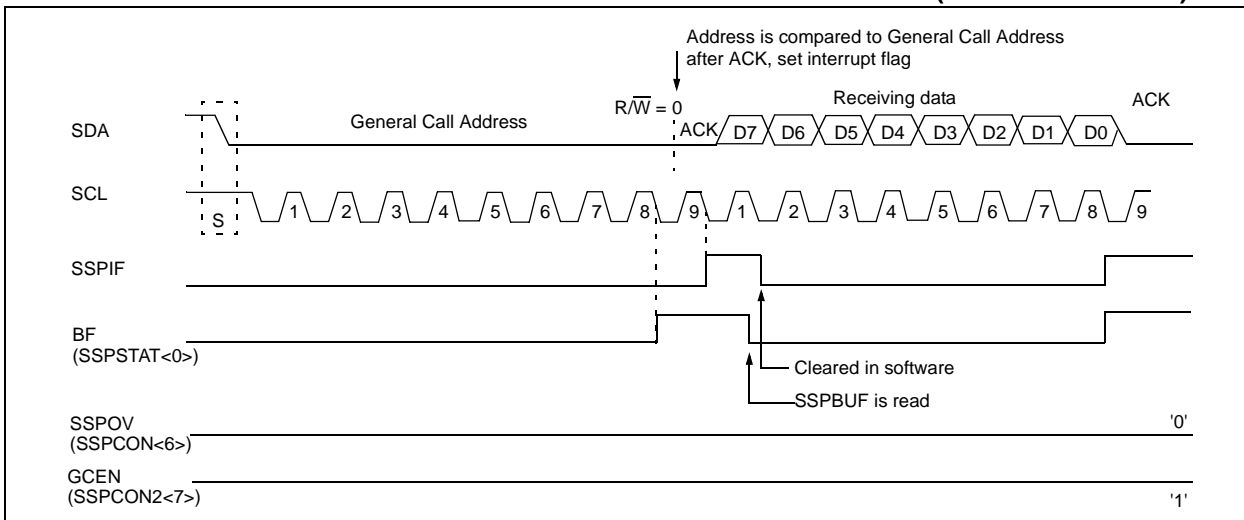 Address is compared to General Call Address
after ACK, set interrupt flag
R/W = 0
Receiving data
ACK
SDA
General Call Address
ACK
D7 D6 D5 D4 D3 D2 D1 D0
SCL
S
1 2 3 4 5 6 7 8 9 1 2 3 4 5 6 7 8 9
SSPIF
BF
(SSPSTAT<0>)
Cleared in software
SSPBUF is read
SSPOV
(SSPCON<6>)
'0'
GCEN
(SSPCON2<7>)
'1'